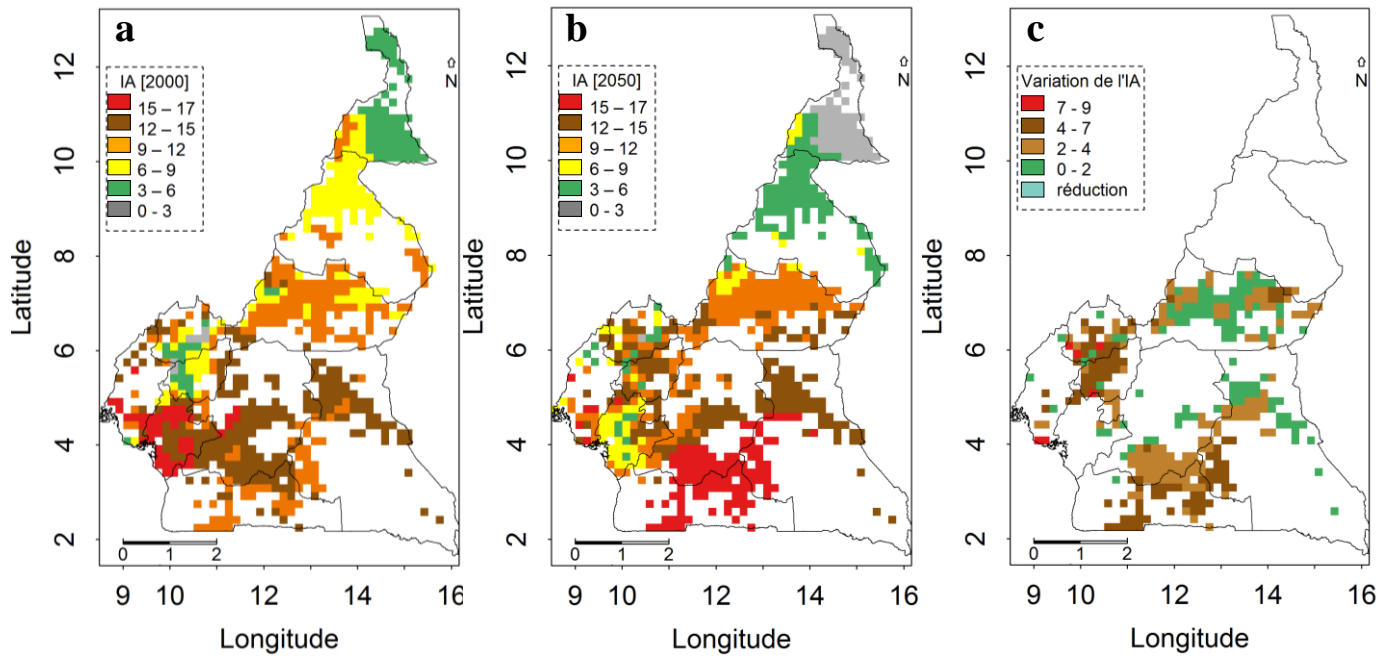 a
IA [2000]
15 – 17
12 – 15
9 – 12
6 – 9
3 – 6
0 - 3
N
12
10
8
6
4
2
Latitude
0 1 2
9 10 12 14 16
Longitude
b
IA [2050]
15 – 17
12 – 15
9 – 12
6 – 9
3 – 6
0 - 3
N
12
10
8
6
4
2
Latitude
0 1 2
9 10 12 14 16
Longitude
c
Variation de l'IA
7 - 9
4 - 7
2 - 4
0 - 2
réduction
N
12
10
8
6
4
2
Latitude
0 1 2
9 10 12 14 16
Longitude